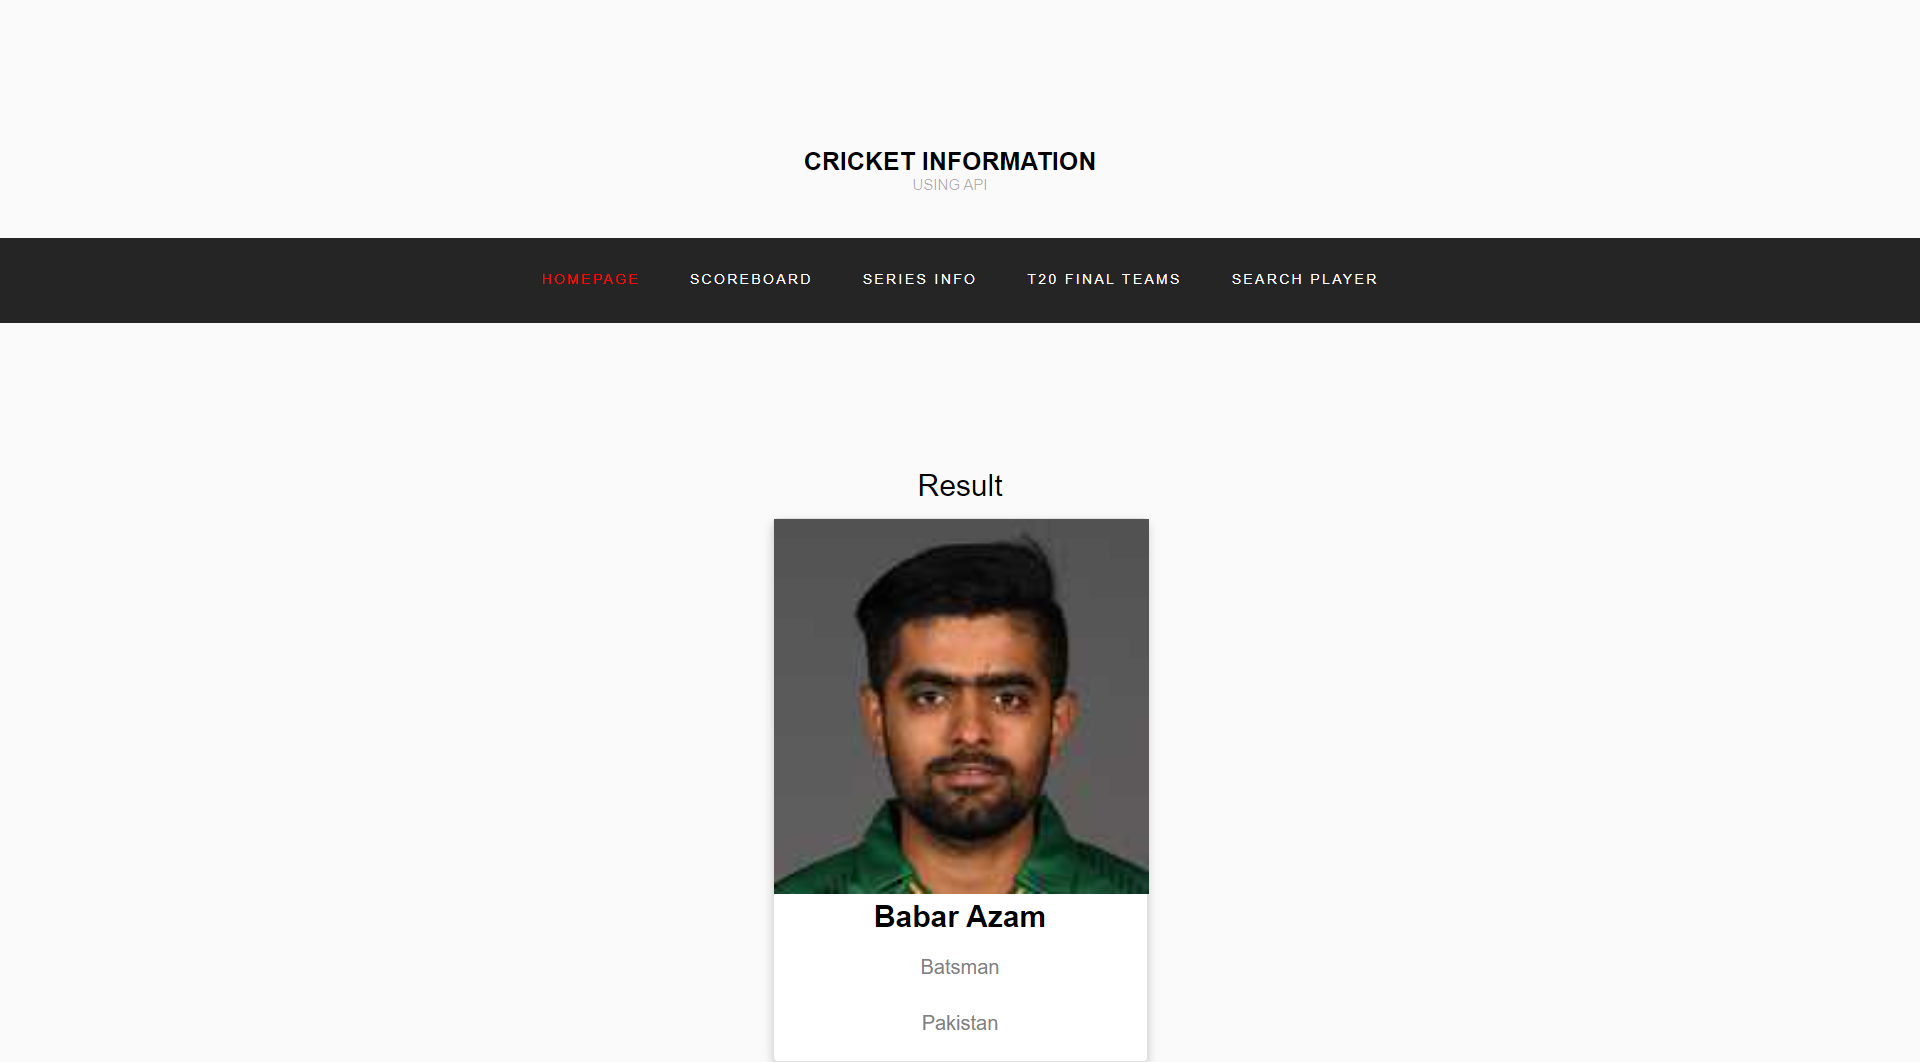 CRICKET INFORMATION
USING API
HOMEPAGE SCOREBOARD SERIES INFO T20 FINAL TEAMS SEARCH PLAYER
Result
Babar Azam
Batsman
Pakistan